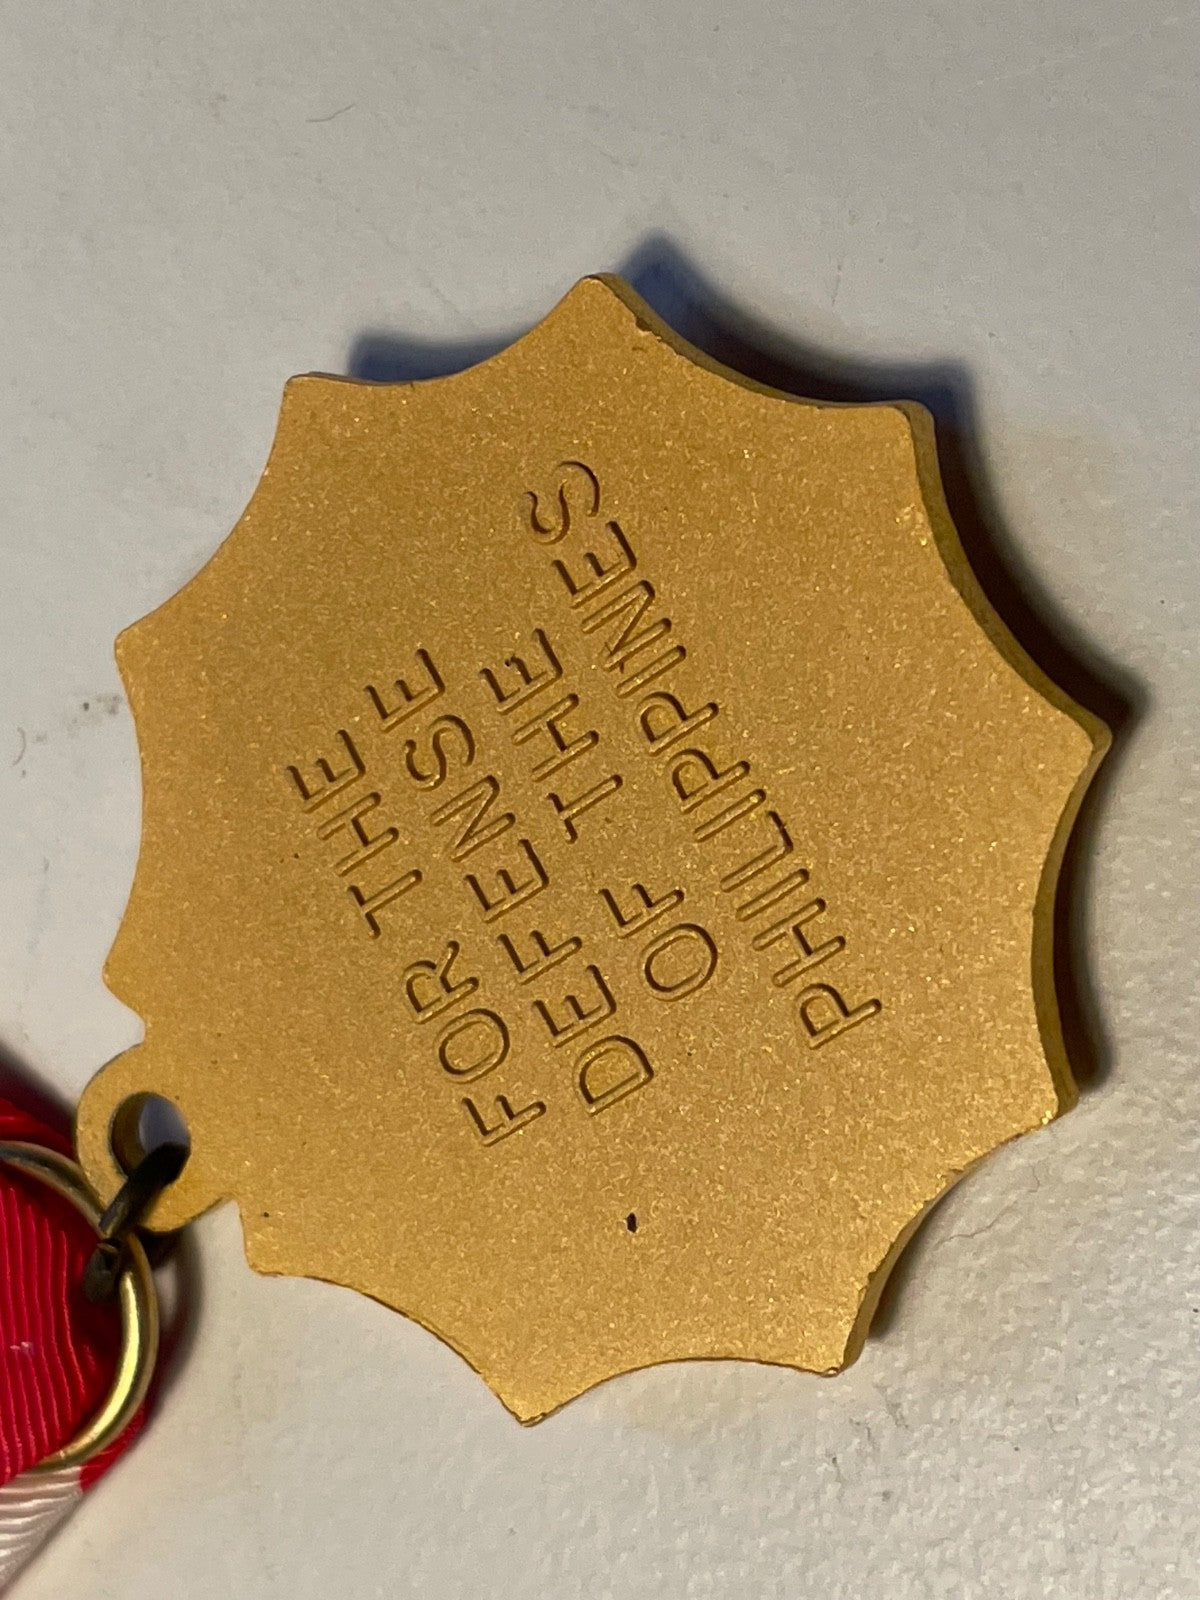 FOR THE
DEFENSE
OF THE
PHILIPPINES